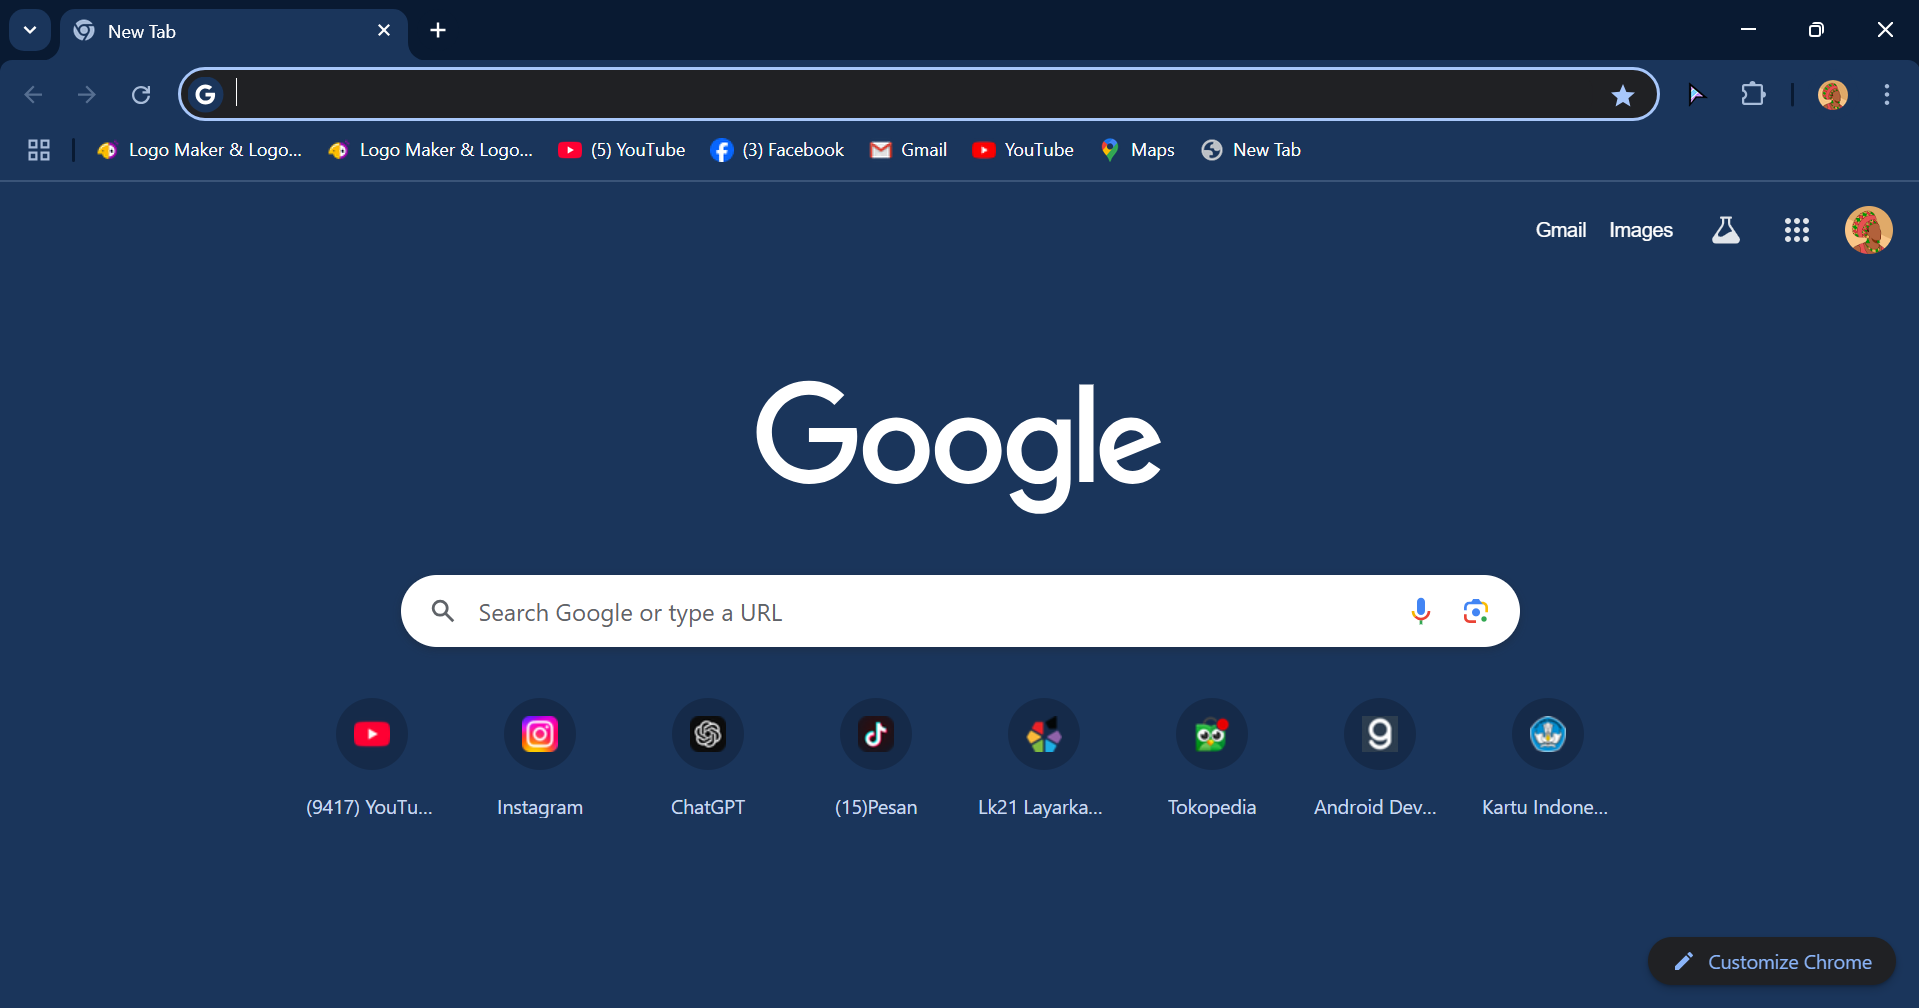 New Tab
Logo Maker & Logo... Logo Maker & Logo... (5) YouTube (3) Facebook Gmail YouTube Maps New Tab
Gmail Images
Google
Search Google or type a URL
(9417) YouTu... Instagram ChatGPT (15)Pesan Lk21 Layarka... Tokopedia Android Dev... Kartu Indone...
Customize Chrome